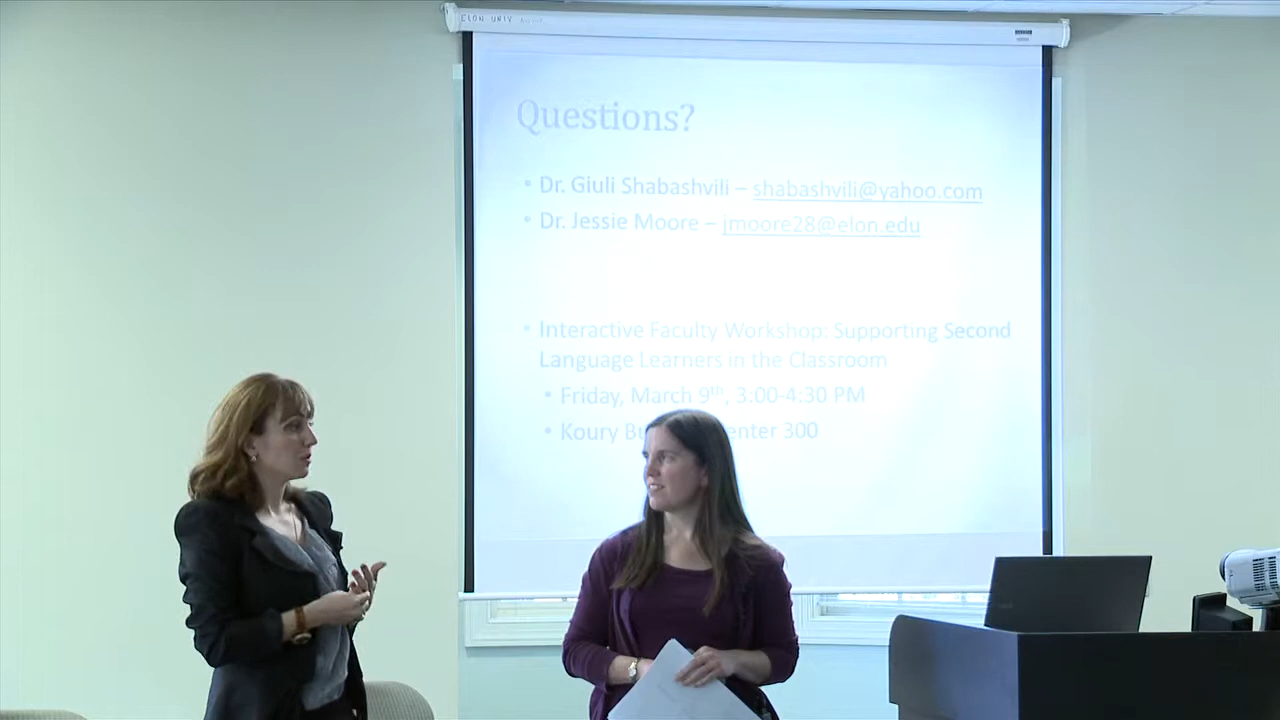 ELON UNIV
Questions?
• Dr. Giuli Shabashvili – shabashvili@yahoo.com
• Dr. Jessie Moore – jmoore28@elon.edu
• Interactive Faculty Workshop: Supporting Second
Language Learners in the Classroom
• Friday, March 9th, 3:00-4:30 PM
• Koury Bu enter 300